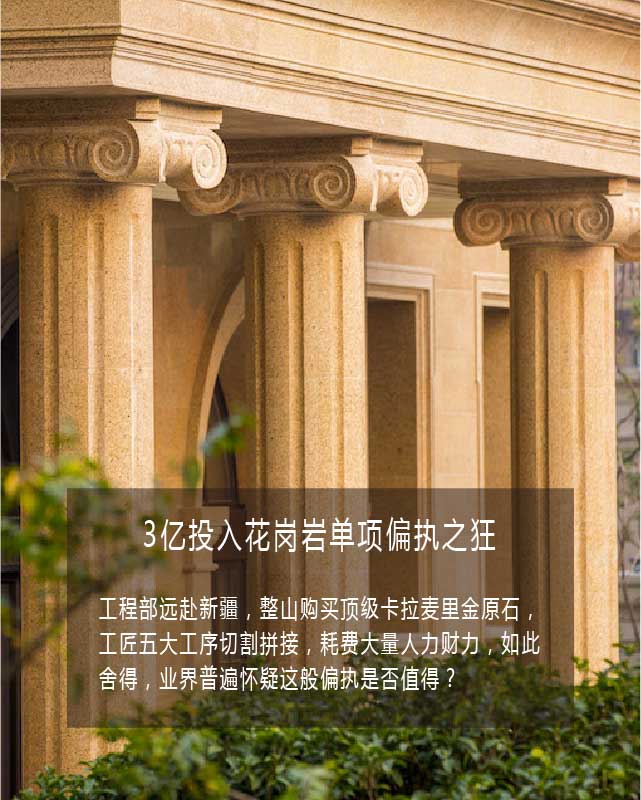 3亿投入花岗岩单项偏执之狂
工程部远赴新疆，整山购买顶级卡拉麦里金原石，
工匠五大工序切割拼接，耗费大量人力财力，如此
舍得，业界普遍怀疑这般偏执是否值得？